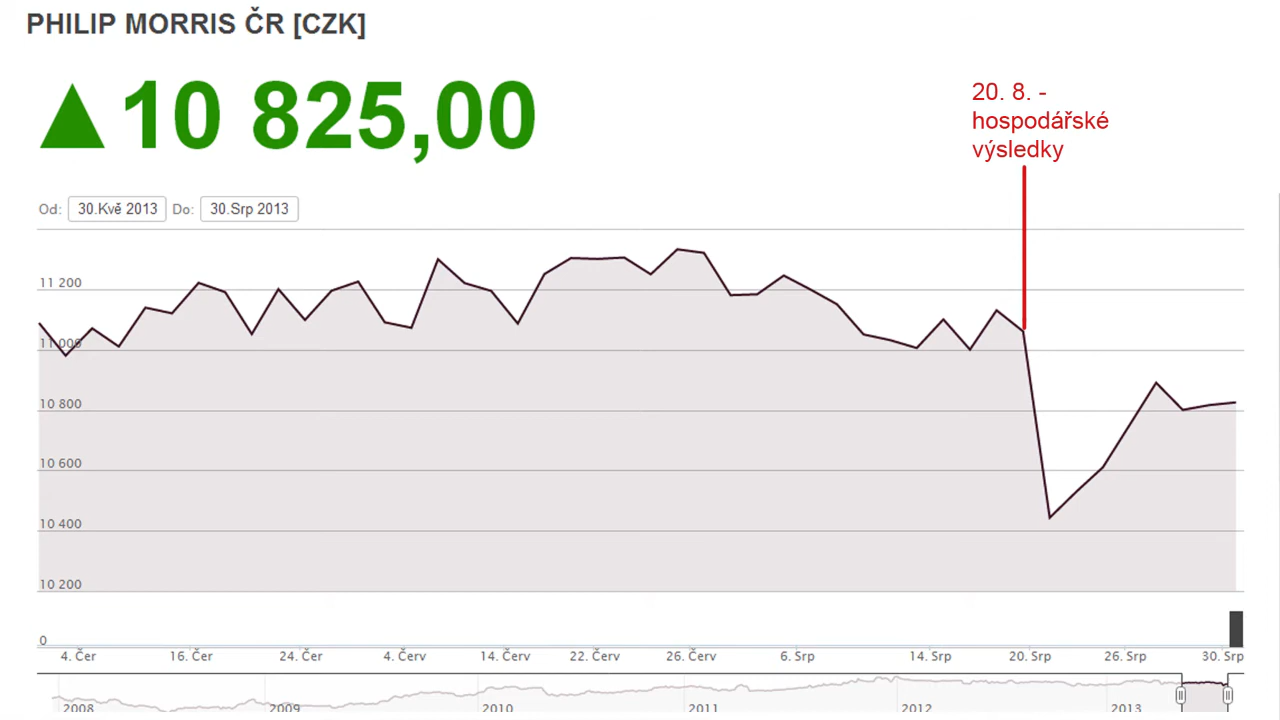 PHILIP MORRIS ČR [CZK]
▲10 825,00
20. 8. -
hospodářské
výsledky
Od: 30.Kvě 2013 Do: 30.Srp 2013
11 200
11 000
10 800
10 600
10 400
10 200
0
4. Čer 16. Čer 24. Čer 4. Červ 14. Červ 22. Červ 26. Červ 6. Srp 14. Srp 20. Srp 26. Srp 30. Srp
2008 2009 2010 2011 2012 2013